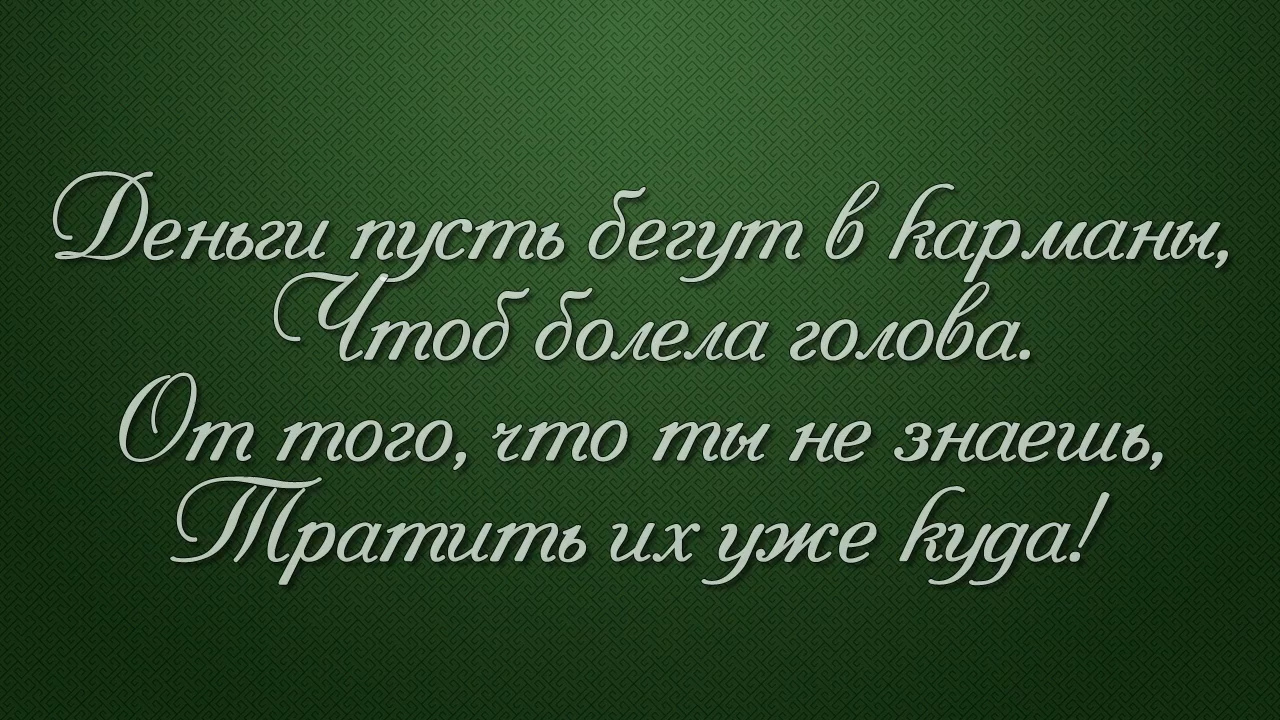 Деньги пусть бегут в карманы,
Чтоб болела голова.
От того, что ты не знаешь,
Тратить их уже куда!